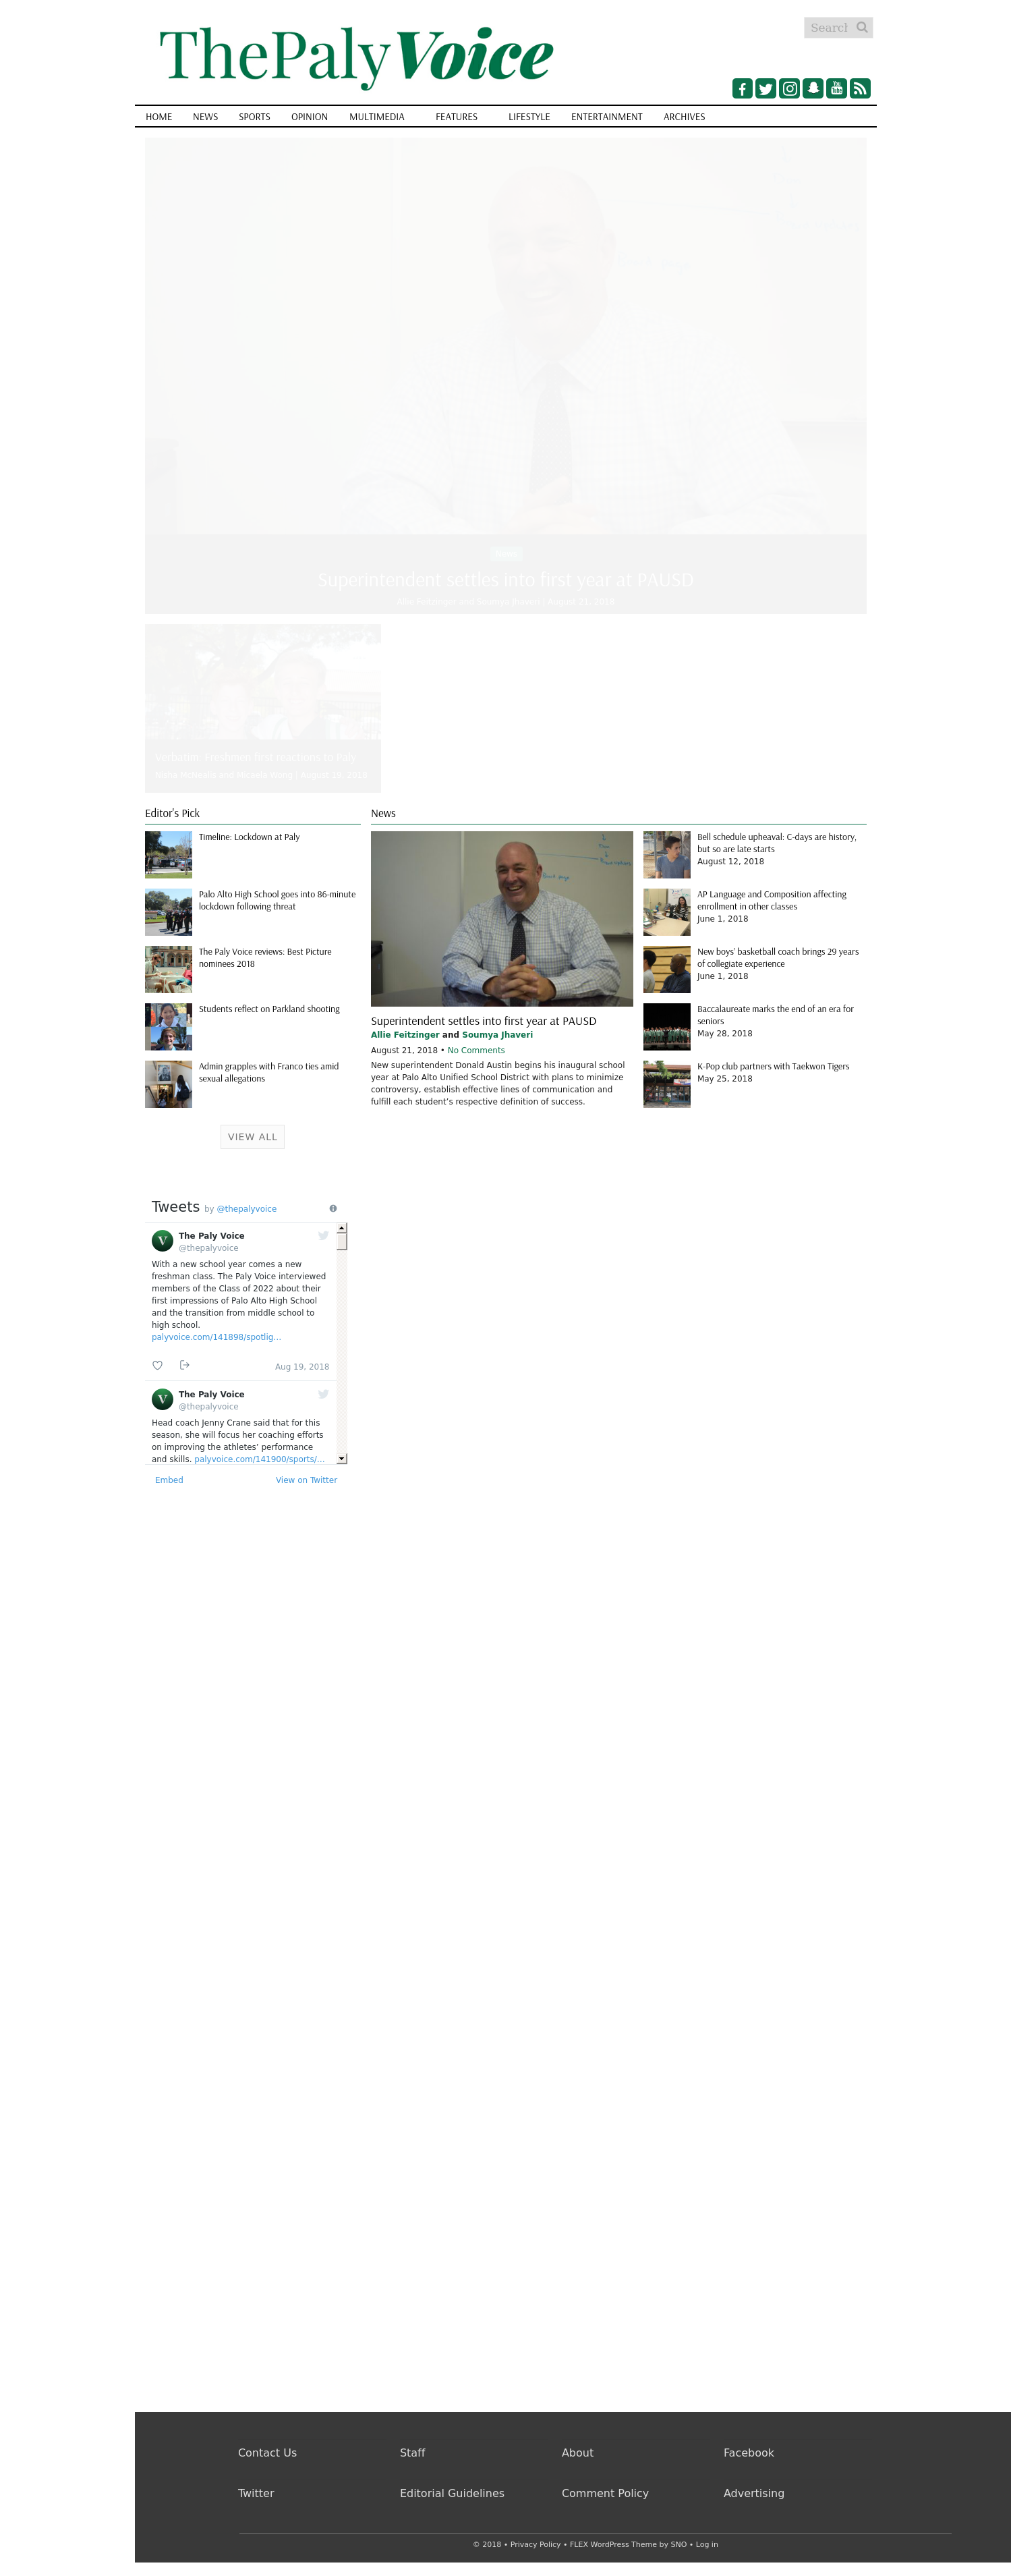 ThePalyVoice
Search
HOME NEWS SPORTS OPINION MULTIMEDIA FEATURES LIFESTYLE ENTERTAINMENT ARCHIVES
Superintendent settles into first year at PAUSD
Allie Feitzinger and Soumya Jhaveri | August 21, 2018
Verbatim: Freshmen first reactions to Paly
Editor's Pick
Timeline: Lockdown at Paly
Palo Alto High School goes into 86-minute
lockdown following threat
The Paly Voice reviews: Best Picture
nominees 2018
Students reflect on Parkland shooting
Admin grapples with Franco ties amid
sexual allegations
VIEW ALL
News
Superintendent settles into first year at PAUSD
Allie Feitzinger and Soumya Jhaveri
August 21, 2018 • No Comments
New superintendent Donald Austin begins his inaugural school
year at Palo Alto Unified School District with plans to minimize
controversy, establish effective lines of communication and
fulfill each student's respective definition of success.
Bell schedule upheaval: C-days are history,
but so are late starts
August 12, 2018
AP Language and Composition affecting
enrollment in other classes
June 1, 2018
New boys' basketball coach brings 29 years
of collegiate experience
June 1, 2018
Baccalaureate marks the end of an era for
seniors
May 28, 2018
K-Pop club partners with Taekwon Tigers
May 25, 2018
Tweets by @thepalyvoice
The Paly Voice
@thepalyvoice
With a new school year comes a new
freshman class. The Paly Voice interviewed
members of the Class of 2022 about their
first impressions of Palo Alto High School
and the transition from middle school to
high school.
palyvoice.com/141898/spotlig…
Aug 19, 2018
The Paly Voice
@thepalyvoice
Head coach Jenny Crane said that for this
season, she will focus her coaching efforts
on improving the athletes' performance
and skills. palyvoice.com/141900/sports/…
Embed View on Twitter
Contact Us Staff About Facebook
Twitter Editorial Guidelines Comment Policy Advertising
© 2018 • Privacy Policy • FLEX WordPress Theme by SNO • Log in